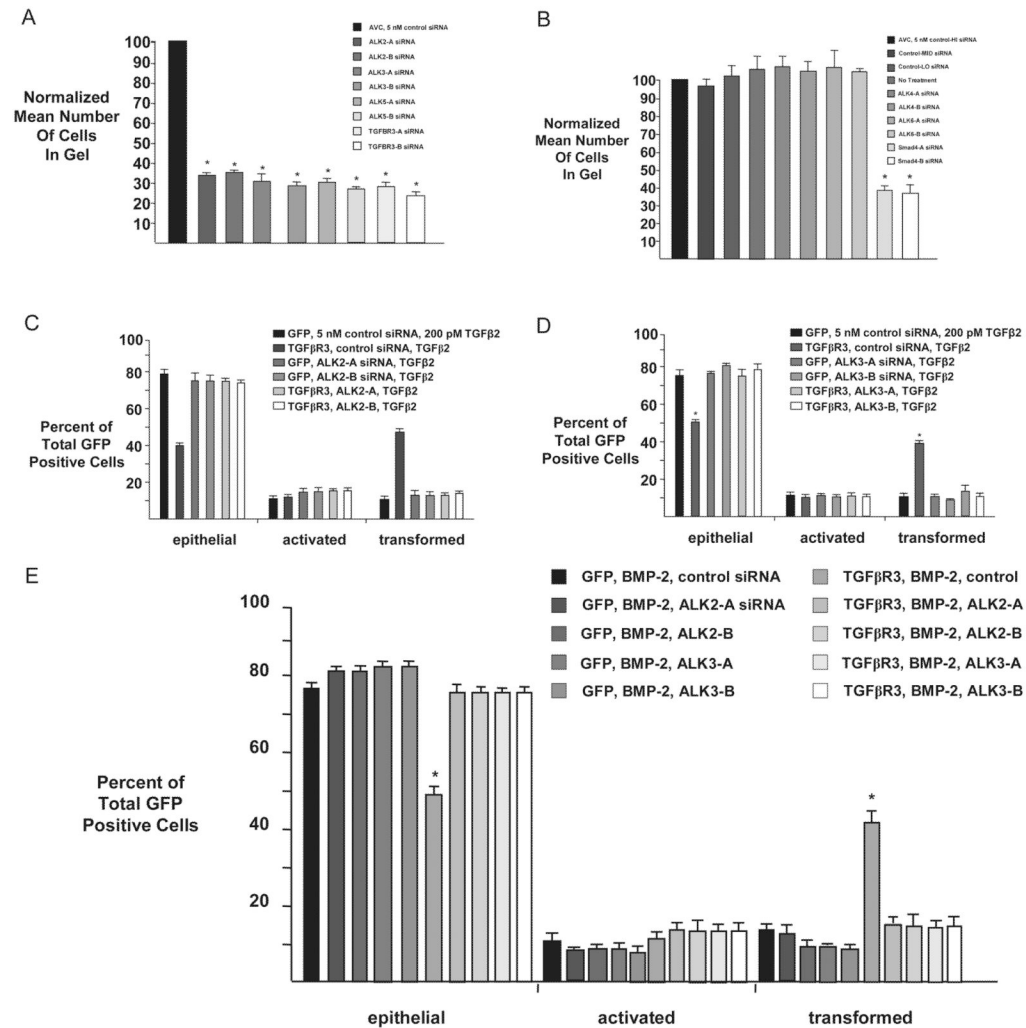 A
AVC, 5 nM control siRNA
ALK2-A siRNA
ALK2-B siRNA
ALK3-A siRNA
ALK3-B siRNA
ALK5-A siRNA
ALK5-B siRNA
TGFBR3-A siRNA
TGFBR3-B siRNA
Normalized
Mean Number
Of Cells
In Gel
100
90
80
70
60
50
40
30
20
10
* * * * * * * *
B
AVC, 5 nM control-HI siRNA
Control-MID siRNA
Control-LO siRNA
No Treatment
ALK4-A siRNA
ALK4-B siRNA
ALK6-A siRNA
ALK6-B siRNA
Smad4-A siRNA
Smad4-B siRNA
Normalized
Mean Number
Of Cells
In Gel
100
90
80
70
60
50
40
30
20
10
* *
C
GFP, 5 nM control siRNA, 200 pM TGFβ2
TGFβR3, control siRNA, TGFβ2
GFP, ALK2-A siRNA, TGFβ2
GFP, ALK2-B siRNA, TGFβ2
TGFβR3, ALK2-A, TGFβ2
TGFβR3, ALK2-B, TGFβ2
Percent of
Total GFP
Positive Cells
100
80
60
40
20
epithelial activated transformed
D
GFP, 5 nM control siRNA, 200 pM TGFβ2
TGFβR3, control siRNA, TGFβ2
GFP, ALK3-A siRNA, TGFβ2
GFP, ALK3-B siRNA, TGFβ2
TGFβR3, ALK3-A, TGFβ2
TGFβR3, ALK3-B, TGFβ2
Percent of
Total GFP
Positive Cells
100
80
60
40
20
* *
epithelial activated transformed
E
GFP, BMP-2, control siRNA
GFP, BMP-2, ALK2-A siRNA
GFP, BMP-2, ALK2-B
GFP, BMP-2, ALK3-A
GFP, BMP-2, ALK3-B
TGFβR3, BMP-2, control
TGFβR3, BMP-2, ALK2-A
TGFβR3, BMP-2, ALK2-B
TGFβR3, BMP-2, ALK3-A
TGFβR3, BMP-2, ALK3-B
Percent of
Total GFP
Positive Cells
100
80
60
40
20
* *
epithelial activated transformed